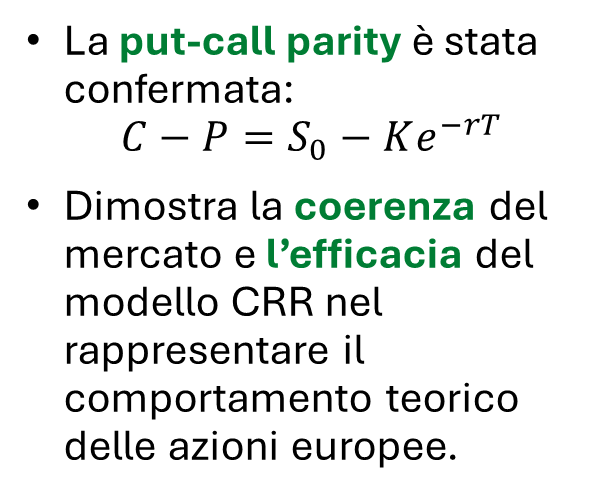 • La put-call parity è stata
confermata:
C − P = S₀ − Ke^{−rT}
• Dimostra la coerenza del
mercato e l’efficacia del
modello CRR nel
rappresentare il
comportamento teorico
delle azioni europee.